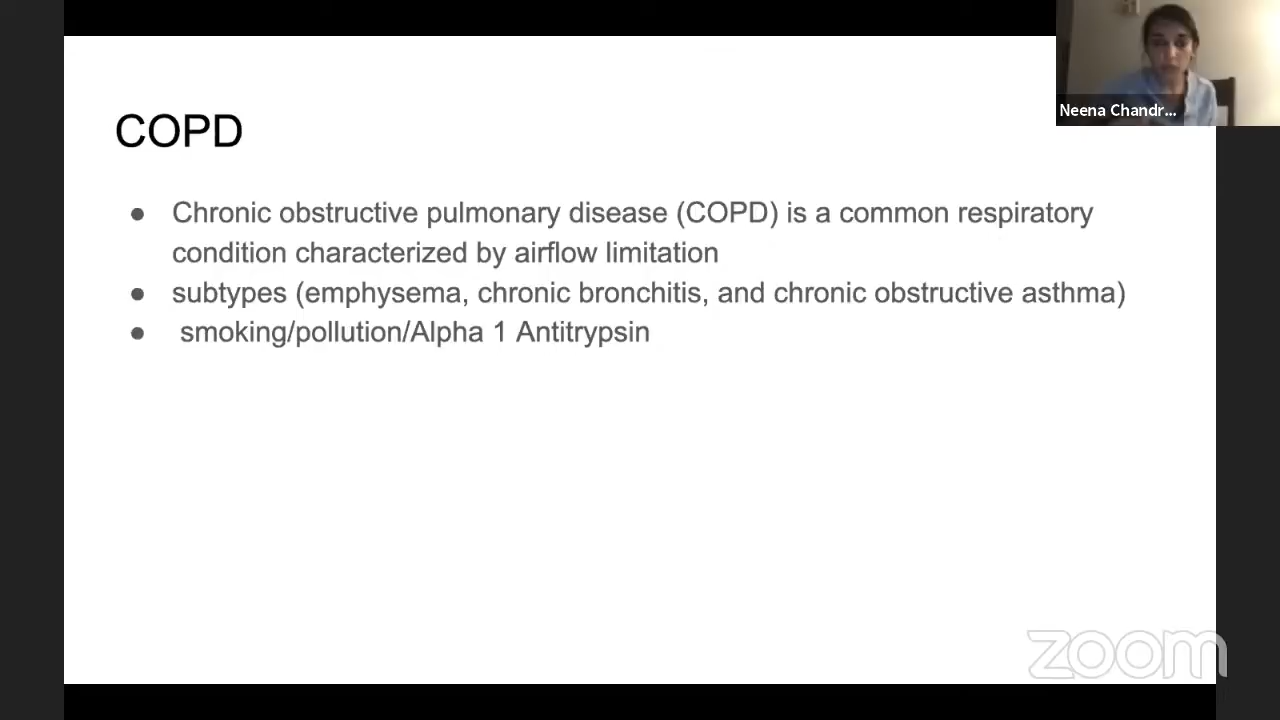 Neena Chandr...
COPD
● Chronic obstructive pulmonary disease (COPD) is a common respiratory
condition characterized by airflow limitation
● subtypes (emphysema, chronic bronchitis, and chronic obstructive asthma)
● smoking/pollution/Alpha 1 Antitrypsin
zoom